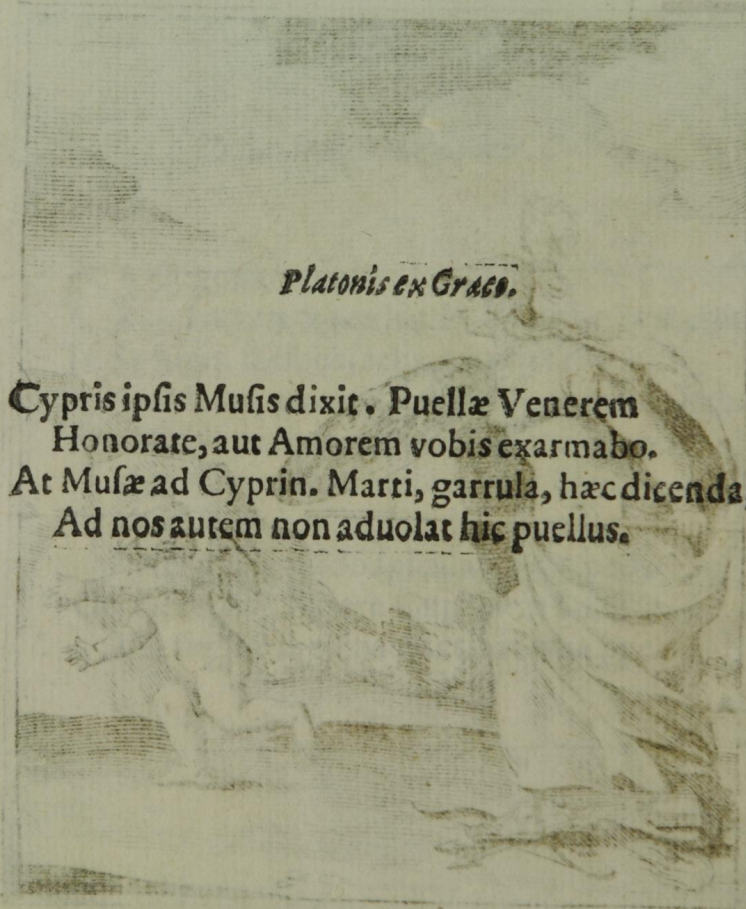 Platonis ex Græco.
Cypris ipſis Muſis dixit. Puellæ Venerem
Honorate, aut Amorem vobis exarmabo.
At Muſæ ad Cyprin. Marti, garrula, hæc dicenda
Ad nos autem non aduolat hic puellus.